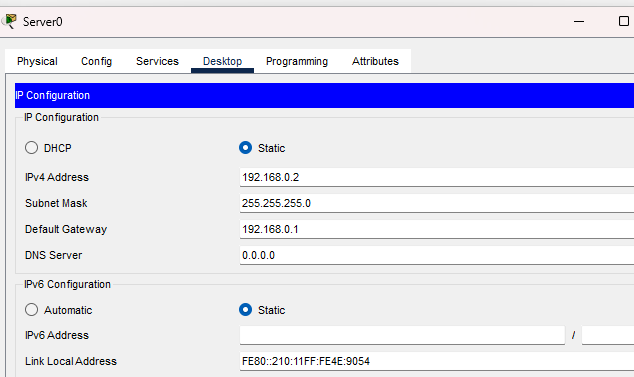 Server0
Physical Config Services Desktop Programming Attributes
IP Configuration
IP Configuration
DHCP Static
IPv4 Address 192.168.0.2
Subnet Mask 255.255.255.0
Default Gateway 192.168.0.1
DNS Server 0.0.0.0
IPv6 Configuration
Automatic Static
IPv6 Address /
Link Local Address FE80::210:11FF:FE4E:9054